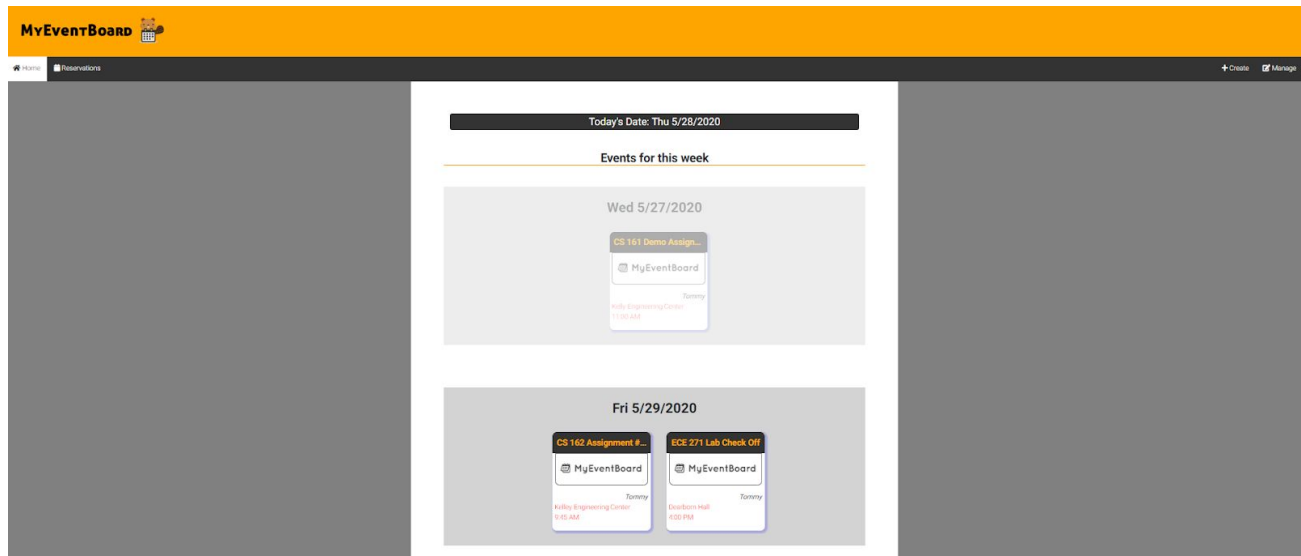 MyEventBoard
Home Reservations + Create Manage
Today's Date: Thu 5/28/2020
Events for this week
Wed 5/27/2020
CS 161 Demo Assign...
MyEventBoard
Tommy
Kelly Engineering Center
11:00 AM
Fri 5/29/2020
CS 162 Assignment #...
MyEventBoard
Tommy
Kelley Engineering Center
9:45 AM
ECE 271 Lab Check Off
MyEventBoard
Tommy
Dearborn Hall
4:00 PM